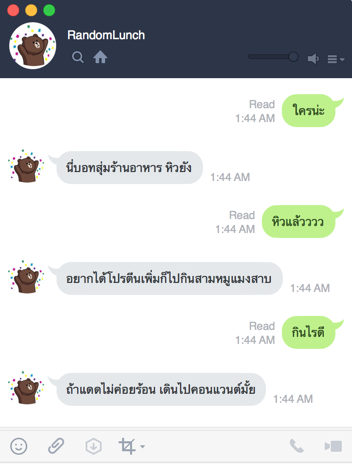 RandomLunch
Read
1:44 AM
ใครน่ะ
นี่บอทสุ่มร้านอาหาร หิวยัง
1:44 AM
Read
1:44 AM
หิวแล้วววว
อยากได้โปรตีนเพิ่มก็ไปกินสามหมูแมงสาบ
1:44 AM
Read
1:44 AM
กินไรดี
ถ้าแดดไม่ค่อยร้อน เดินไปคอนแวนต์มั้ย
1:44 AM